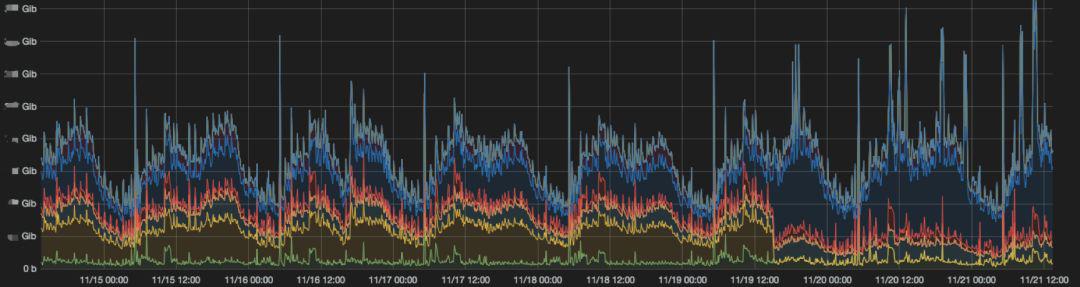 Gib
Gib
Gib
Gib
Gib
Gib
Gib
Gib
0 b
11/15 00:00
11/15 12:00
11/16 00:00
11/16 12:00
11/17 00:00
11/17 12:00
11/18 00:00
11/18 12:00
11/19 00:00
11/19 12:00
11/20 00:00
11/20 12:00
11/21 00:00
11/21 12:00